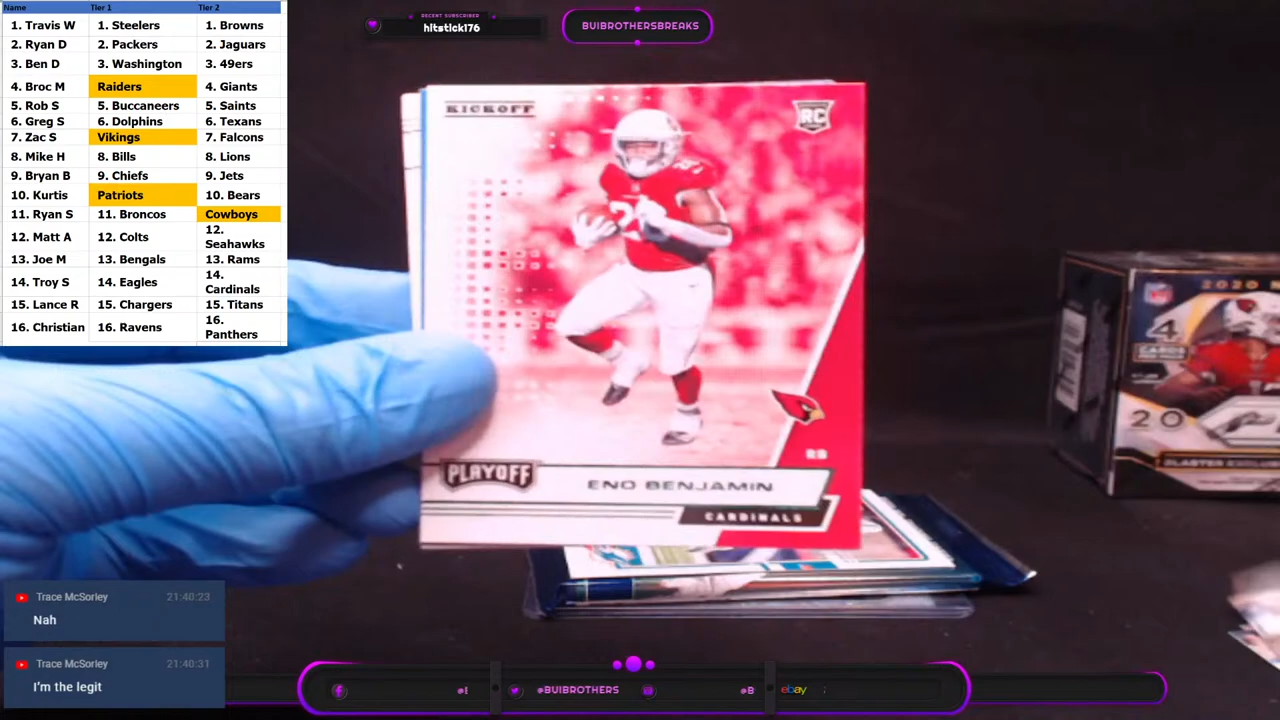 Name Tier 1 Tier 2
1. Travis W 1. Steelers 1. Browns
2. Ryan D 2. Packers 2. Jaguars
3. Ben D 3. Washington 3. 49ers
4. Broc M Raiders 4. Giants
5. Rob S 5. Buccaneers 5. Saints
6. Greg S 6. Dolphins 6. Texans
7. Zac S Vikings 7. Falcons
8. Mike H 8. Bills 8. Lions
9. Bryan B 9. Chiefs 9. Jets
10. Kurtis Patriots 10. Bears
11. Ryan S 11. Broncos Cowboys
12. Matt A 12. Colts 12. Seahawks
13. Joe M 13. Bengals 13. Rams
14. Troy S 14. Eagles 14. Cardinals
15. Lance R 15. Chargers 15. Titans
16. Christian 16. Ravens 16. Panthers
RECENT SUBSCRIBER
hitstick176
BUIBROTHERSBREAKS
KICKOFF
RC
RB
PLAYOFF
ENO BENJAMIN
CARDINALS
2020
4
CARDS
20
Trace McSorley 21:40:23
Nah
Trace McSorley 21:40:31
I'm the legit
@BUIBROTHERS
@B
ebay